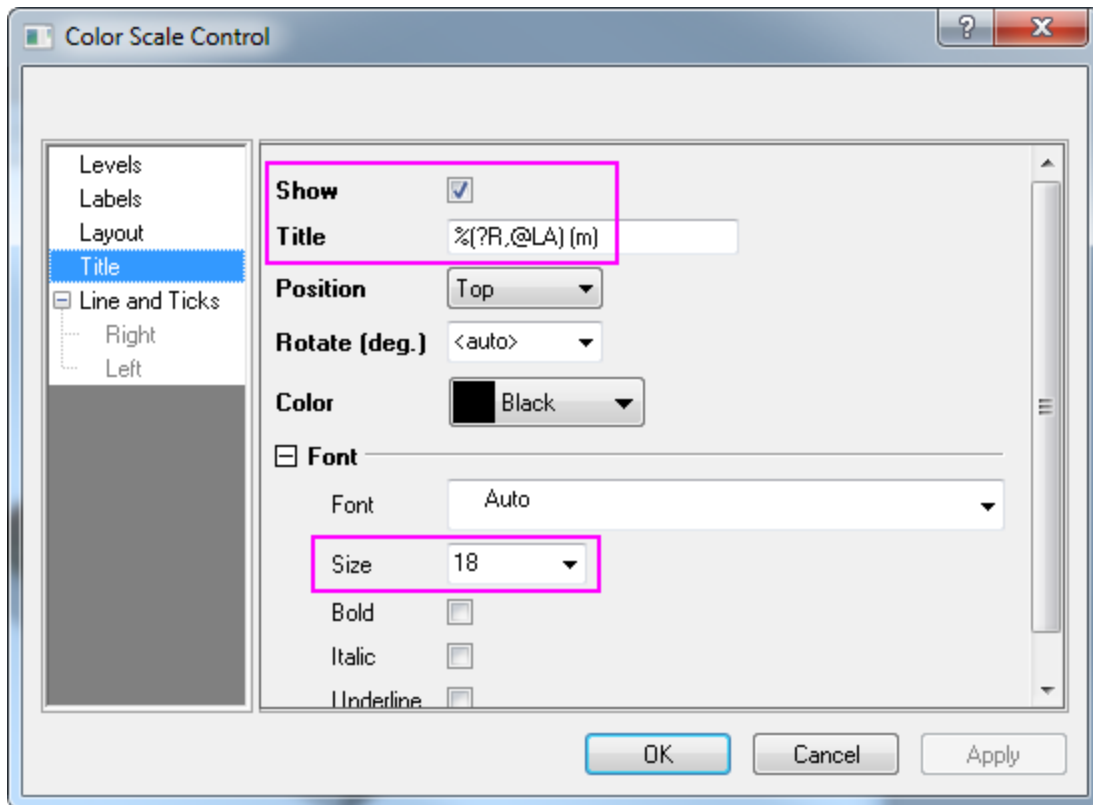 Color Scale Control
?
Levels
Labels
Layout
Title
Line and Ticks
Right
Left
Show
Title %(?R,@LA) (m)
Position Top
Rotate (deg.) <auto>
Color Black
Font
Font Auto
Size 18
Bold
Italic
Underline
OK Cancel Apply